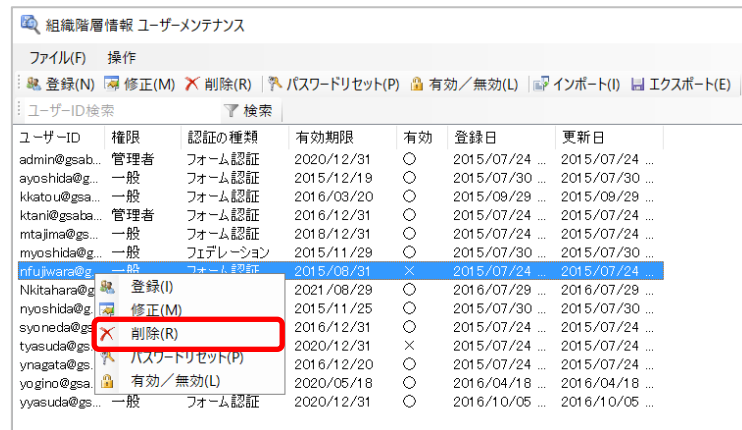 組織階層情報 ユーザーメンテナンス
ファイル(F) 操作
登録(N) 修正(M) 削除(R) パスワードリセット(P) 有効/無効(L) インポート(I) エクスポート(E)
ユーザーID検索 検索
ユーザーID 権限 認証の種類 有効期限 有効 登録日 更新日
admin@gsab... 管理者 フォーム認証 2020/12/31 ○ 2015/07/24 ... 2015/07/24 ...
ayoshida@g... 一般 フォーム認証 2015/12/19 ○ 2015/07/30 ... 2015/07/30 ...
kkatou@gsa... 一般 フォーム認証 2016/03/20 ○ 2015/09/29 ... 2015/09/29 ...
ktani@gsaba... 管理者 フォーム認証 2016/12/31 ○ 2015/07/24 ... 2015/07/24 ...
mtajima@gs... 一般 フォーム認証 2018/12/31 ○ 2015/07/24 ... 2015/07/24 ...
myoshida@g... 一般 フェデレーション 2015/11/29 ○ 2015/07/30 ... 2015/07/30 ...
nfujiwara@g... 一般 フォーム認証 2015/08/31 × 2015/07/24 ... 2015/07/24 ...
Nkitahara@g 登録(I) 2021/08/29 ○ 2016/07/29 ... 2016/07/29 ...
nyoshida@g. 修正(M) 2015/11/25 ○ 2015/07/30 ... 2015/07/30 ...
syoneda@gs 削除(R) 2016/12/31 ○ 2015/07/24 ... 2015/07/24 ...
tyasuda@gs. パスワードリセット(P) 2020/12/31 × 2015/07/24 ... 2015/07/24 ...
ynagata@gs. 有効/無効(L) 2016/12/20 ○ 2015/07/24 ... 2015/07/24 ...
yogino@gsa. 2020/05/18 ○ 2016/04/18 ... 2016/04/18 ...
yyasuda@gs... 一般 フォーム認証 2020/12/31 ○ 2016/10/05 ... 2016/10/05 ...